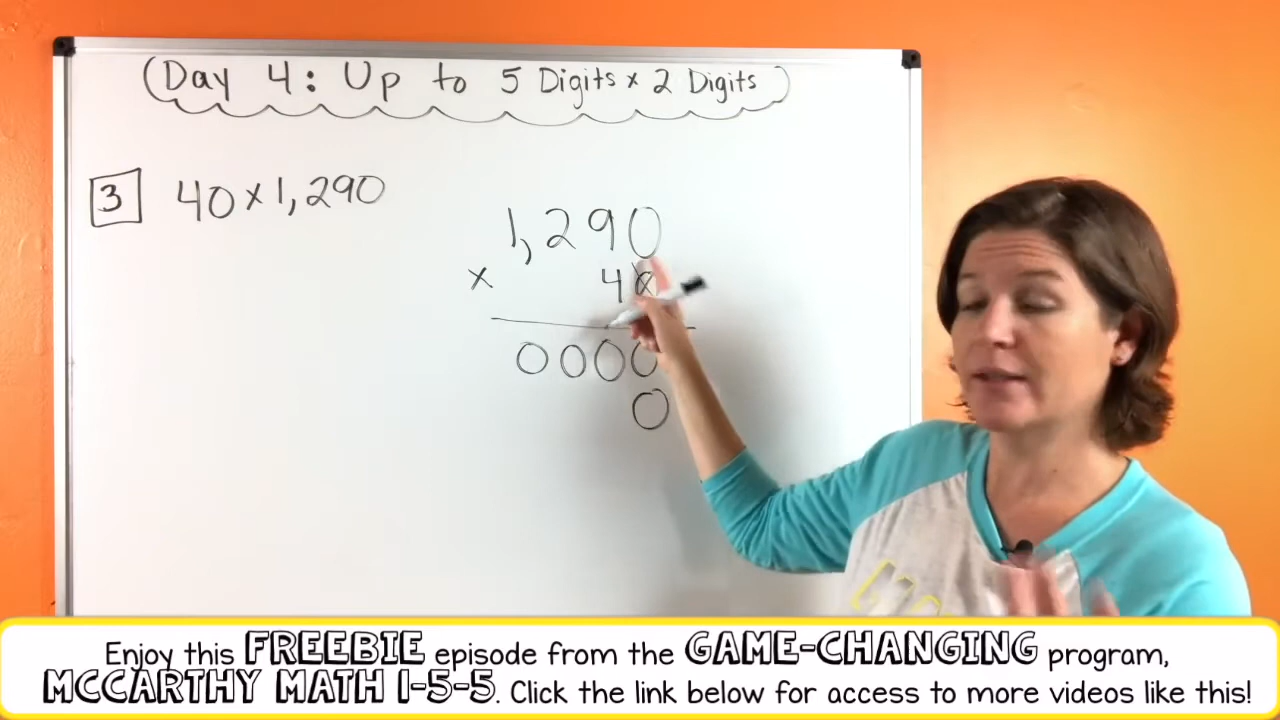 (Day 4: Up to 5 Digits x 2 Digits)
3 40 x 1,290
1,290
x 40
0000
0
Enjoy this FREEBIE episode from the GAME-CHANGING program,
MCCARTHY MATH 1-5-5. Click the link below for access to more videos like this!